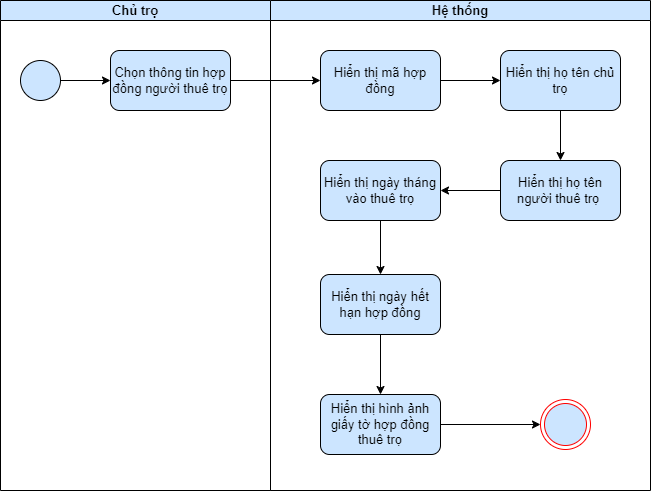 Chủ trọ
Hệ thống
Chọn thông tin hợp
đồng người thuê trọ
Hiển thị mã hợp
đồng
Hiển thị họ tên chủ
trọ
Hiển thị họ tên
người thuê trọ
Hiển thị ngày tháng
vào thuê trọ
Hiển thị ngày hết
hạn hợp đồng
Hiển thị hình ảnh
giấy tờ hợp đồng
thuê trọ